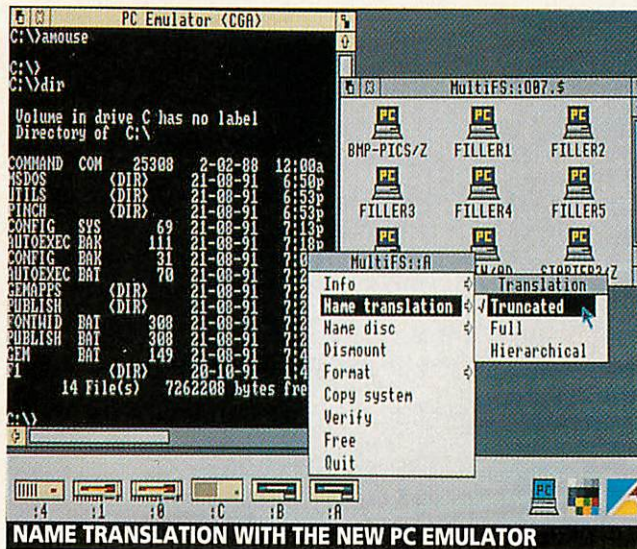 PC Emulator (CGA)
C:\>amouse
C:\>
C:\>dir
Volume in drive C has no label
Directory of C:\
COMMAND COM 25308 2-02-88 12:00a
MSDOS <DIR> 21-08-91 6:50p
UTILS <DIR> 21-08-91 6:53p
PINCH <DIR> 21-08-91 6:53p
CONFIG SYS 69 21-08-91 7:13p
AUTOEXEC BAK 111 21-08-91 7:18p
CONFIG BAK 31 21-08-91
AUTOEXEC BAT 70 21-08-91
GEMAPPS <DIR> 21-08-91
PUBLISH <DIR> 21-08-91
FONTWID BAT 308 21-08-91
PUBLISH BAT 308 21-08-91
GEM BAT 149 21-08-91
F1 <DIR> 20-10-91
14 File(s) 7262208 bytes fre
C:\>
MultiFS::007.$
BMP-PICS/Z FILLER1 FILLER2
FILLER3 FILLER4 FILLER5
STARTER3/Z
MultiFS::A
Info
Name translation
Name disc
Dismount
Format
Copy system
Verify
Free
Quit
Translation
Truncated
Full
Hierarchical
:4 :1 :0 :C :B :A
PC
NAME TRANSLATION WITH THE NEW PC EMULATOR